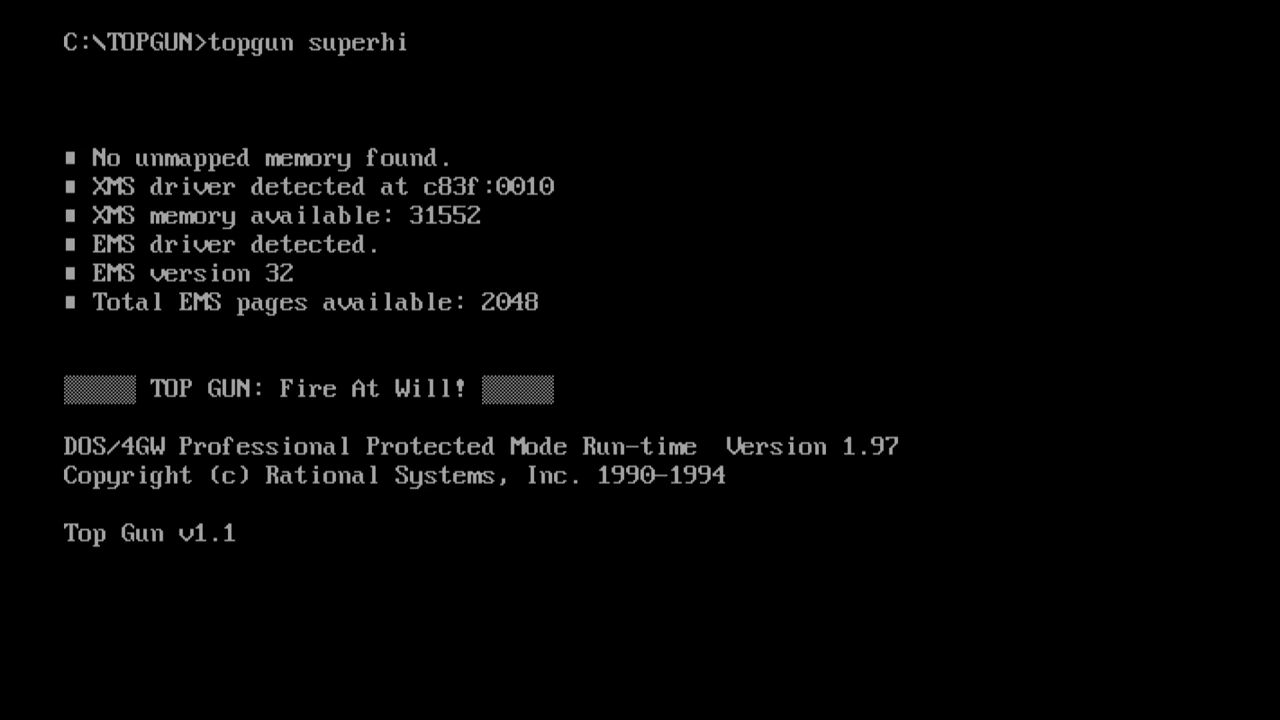 C:\TOPGUN>topgun superhi
■ No unmapped memory found.
■ XMS driver detected at c83f:0010
■ XMS memory available: 31552
■ EMS driver detected.
■ EMS version 32
■ Total EMS pages available: 2048
▒▒▒▒▒ TOP GUN: Fire At Will! ▒▒▒▒▒
DOS/4GW Professional Protected Mode Run-time  Version 1.97
Copyright (c) Rational Systems, Inc. 1990-1994
Top Gun v1.1